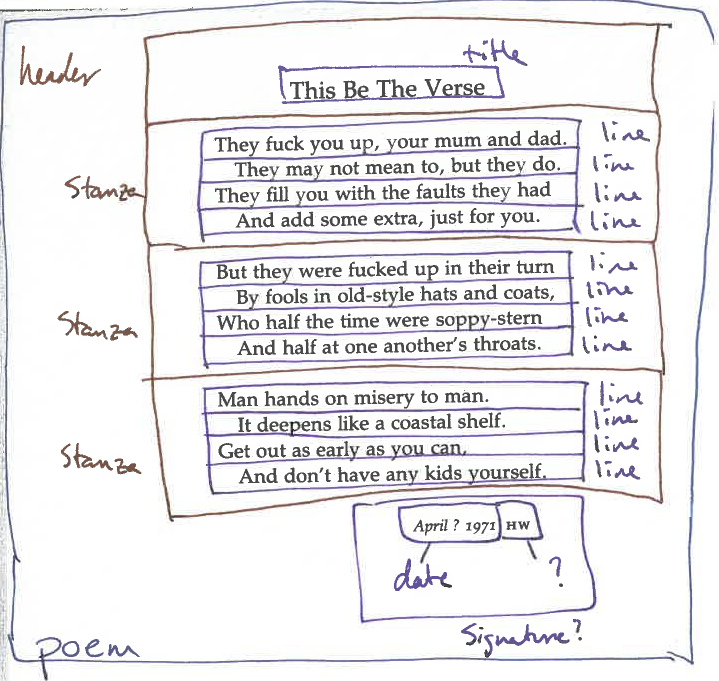 title
header
This Be The Verse
They fuck you up, your mum and dad. line
They may not mean to, but they do. line
Stanza They fill you with the faults they had line
And add some extra, just for you. line
But they were fucked up in their turn line
By fools in old-style hats and coats, line
Stanza Who half the time were soppy-stern line
And half at one another's throats. line
Man hands on misery to man. line
It deepens like a coastal shelf. line
Stanza Get out as early as you can, line
And don't have any kids yourself. line
April ? 1971 HW
date ?
Signature?
poem